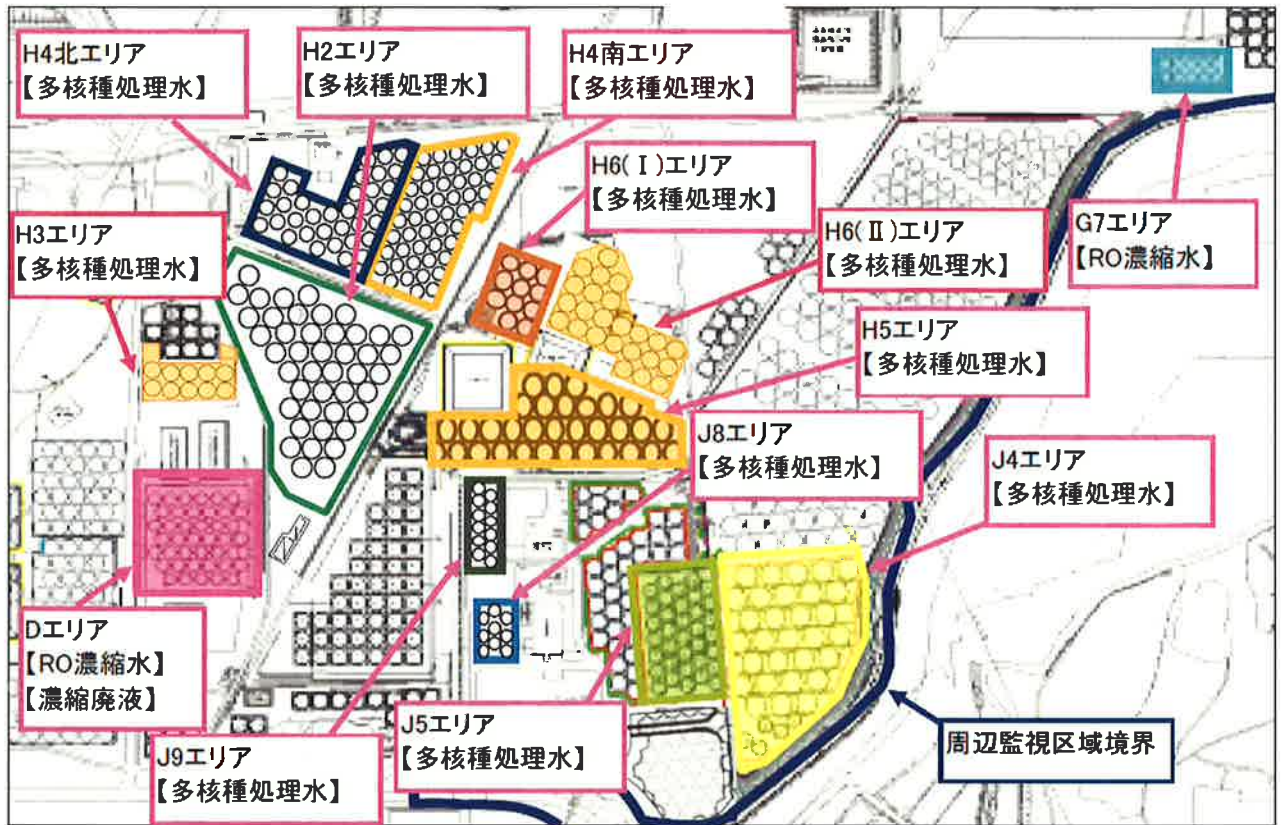 H4北エリア
【多核種処理水】
H2エリア
【多核種処理水】
H4南エリア
【多核種処理水】
H6(Ⅰ)エリア
【多核種処理水】
H3エリア
【多核種処理水】
H6(Ⅱ)エリア
【多核種処理水】
G7エリア
【RO濃縮水】
H5エリア
【多核種処理水】
J8エリア
【多核種処理水】
J4エリア
【多核種処理水】
Dエリア
【RO濃縮水】
【濃縮廃液】
J5エリア
【多核種処理水】
J9エリア
【多核種処理水】
周辺監視区域境界